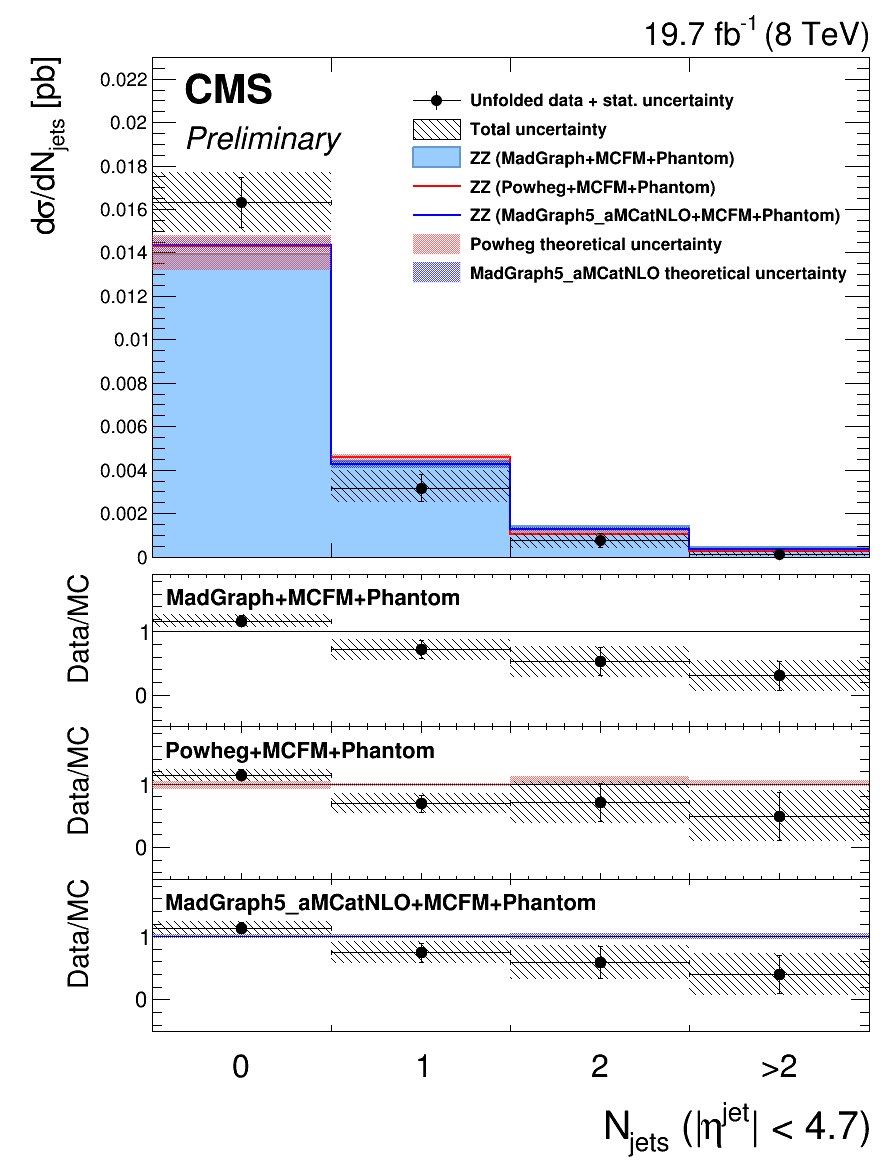 19.7 fb⁻¹ (8 TeV)
dσ/dN_jets [pb]
CMS
Preliminary
Unfolded data + stat. uncertainty
Total uncertainty
ZZ (MadGraph+MCFM+Phantom)
ZZ (Powheg+MCFM+Phantom)
ZZ (MadGraph5_aMCatNLO+MCFM+Phantom)
Powheg theoretical uncertainty
MadGraph5_aMCatNLO theoretical uncertainty
0.022
0.02
0.018
0.016
0.014
0.012
0.01
0.008
0.006
0.004
0.002
0
Data/MC
MadGraph+MCFM+Phantom
1
0
Data/MC
Powheg+MCFM+Phantom
1
0
Data/MC
MadGraph5_aMCatNLO+MCFM+Phantom
1
0
0 1 2 >2
N_jets (|η^jet| < 4.7)